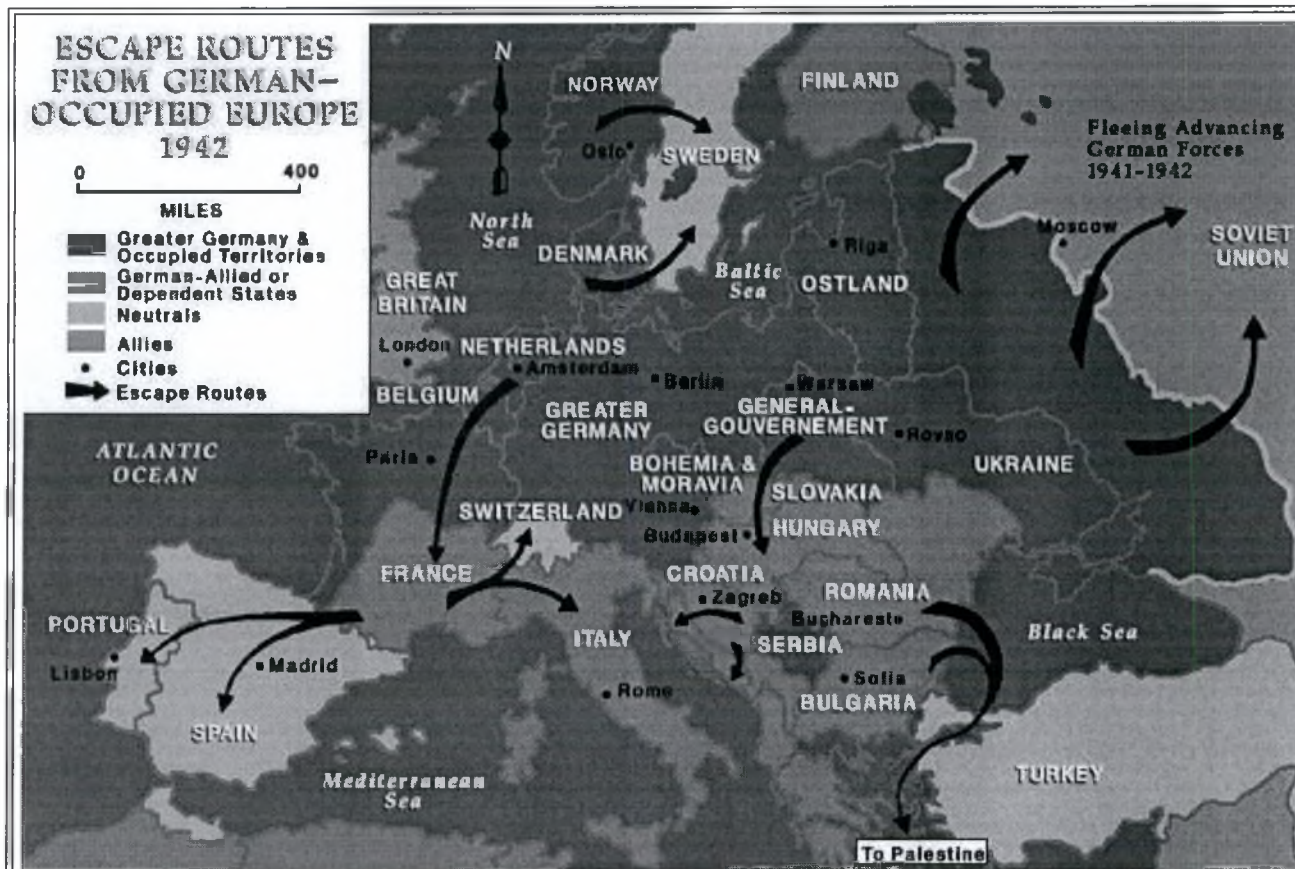 ESCAPE ROUTES
FROM GERMAN-
OCCUPIED EUROPE
1942
0 400
MILES
Greater Germany &
Occupied Territories
German-Allied or
Dependent States
Neutrals
Allies
Cities
Escape Routes
N
NORWAY
FINLAND
Oslo
SWEDEN
Fleeing Advancing
German Forces
1941-1942
North
Sea
Moscow
SOVIET
UNION
DENMARK
Riga
Baltic
Sea
OSTLAND
GREAT
BRITAIN
London
NETHERLANDS
Amsterdam
Berlin
Warsaw
BELGIUM
GREATER
GERMANY
GENERAL-
GOUVERNEMENT
Rovno
ATLANTIC
OCEAN
Paris
BOHEMIA &
MORAVIA
UKRAINE
SLOVAKIA
SWITZERLAND
Vienna
HUNGARY
Budapest
FRANCE
CROATIA
Zagreb
ROMANIA
Bucharest
PORTUGAL
ITALY
SERBIA
Black Sea
Lisbon
Madrid
Rome
Sofia
BULGARIA
SPAIN
Mediterranean
Sea
TURKEY
To Palestine